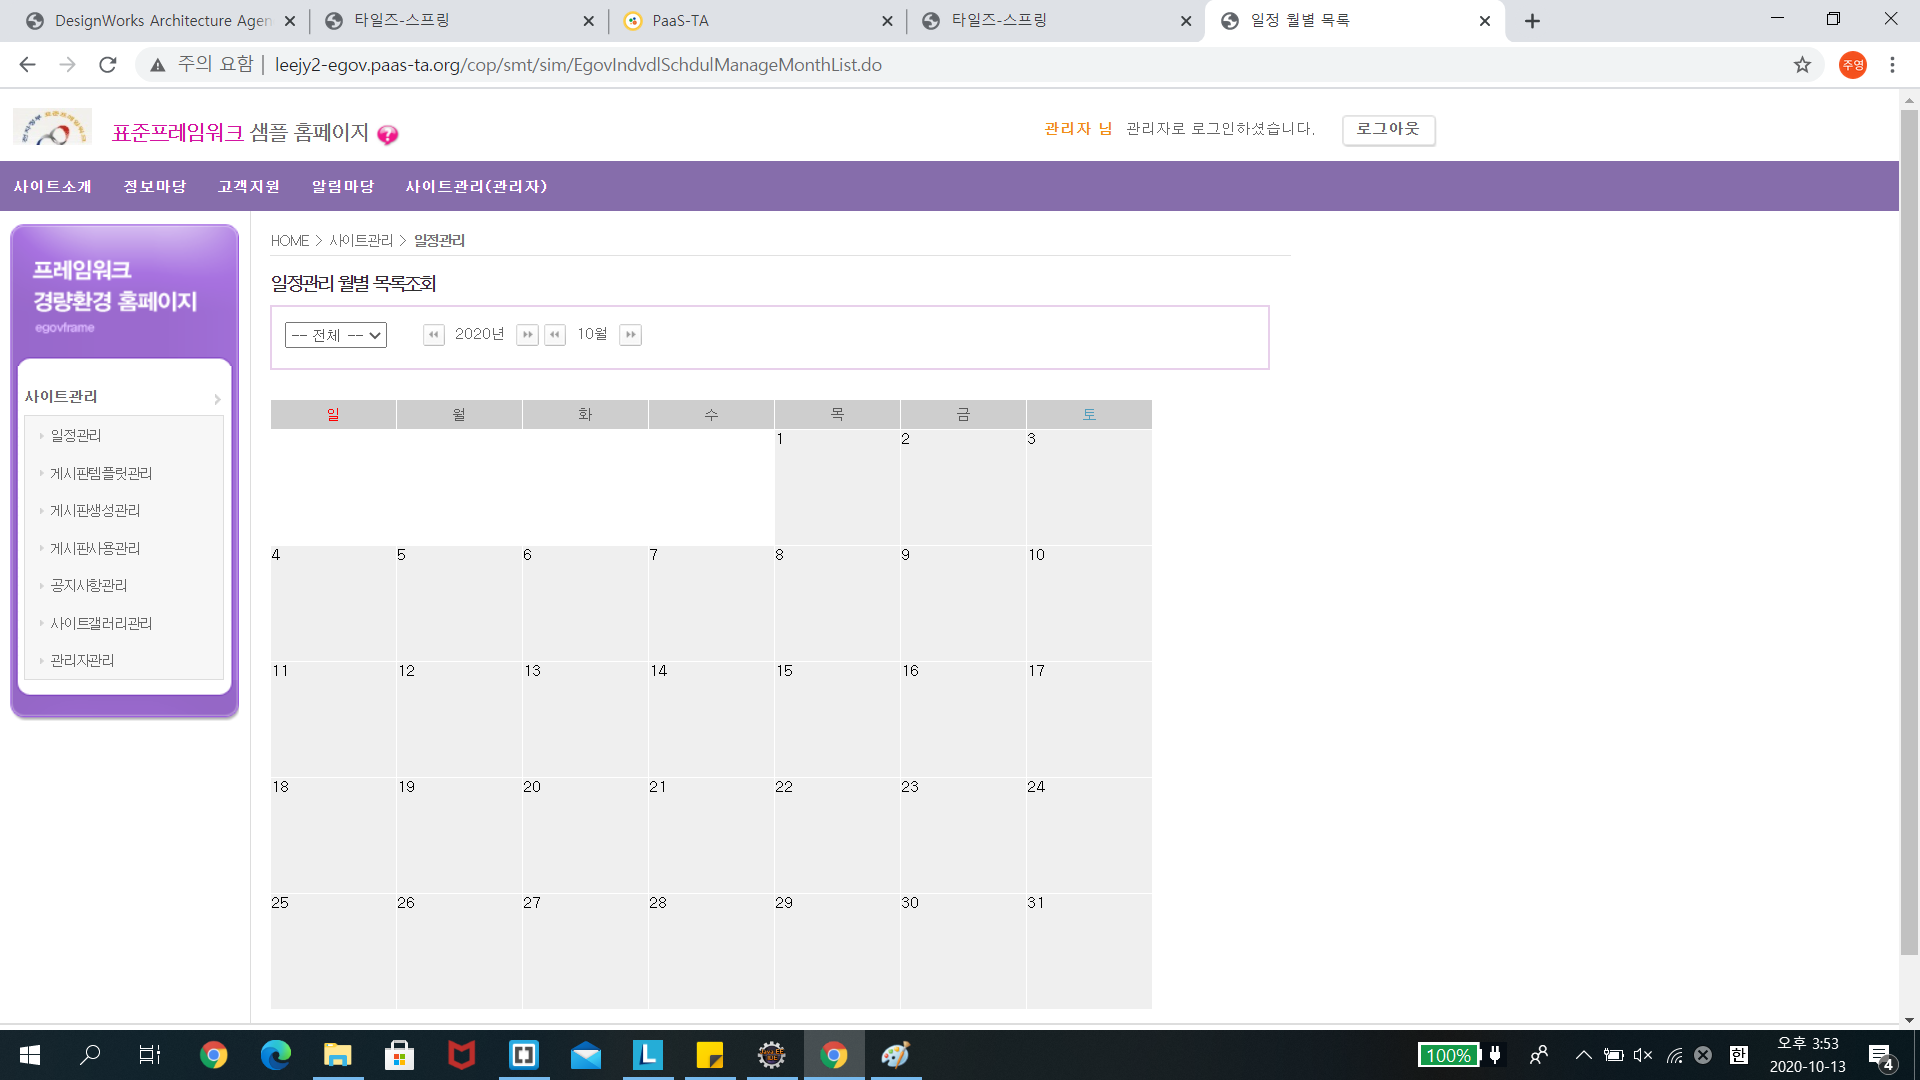 DesignWorks Architecture Agen
타일즈-스프링
PaaS-TA
타일즈-스프링
일정 월별 목록
주의 요함 | leejy2-egov.paas-ta.org/cop/smt/sim/EgovIndvdlSchdulManageMonthList.do
주영
표준프레임워크 샘플 홈페이지 ?
관리자 님 관리자로 로그인하셨습니다. 로그아웃
사이트소개 정보마당 고객지원 알림마당 사이트관리(관리자)
프레임워크
경량환경 홈페이지
egovframe
사이트관리
일정관리
게시판템플릿관리
게시판생성관리
게시판사용관리
공지사항관리
사이트갤러리관리
관리자관리
HOME > 사이트관리 > 일정관리
일정관리 월별 목록조회
-- 전체 -- 2020년 10월
일 월 화 수 목 금 토
1 2 3
4 5 6 7 8 9 10
11 12 13 14 15 16 17
18 19 20 21 22 23 24
25 26 27 28 29 30 31
100%
한
오후 3:53
2020-10-13
4